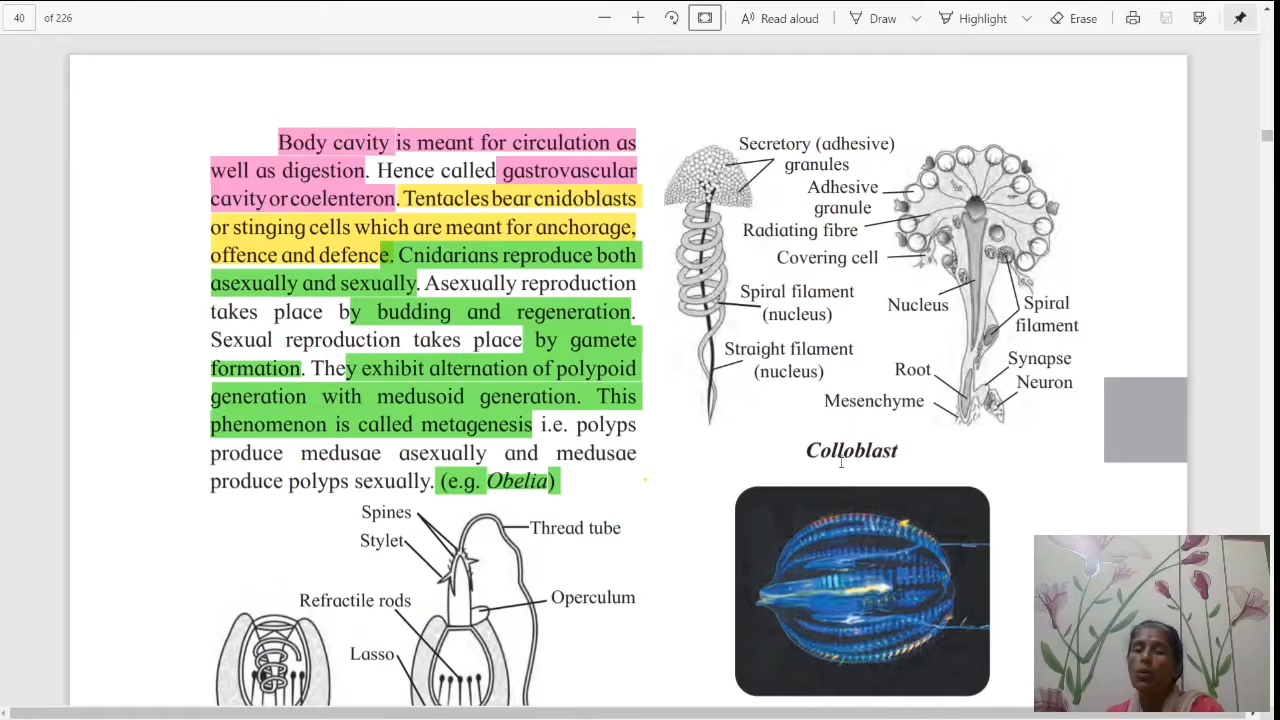 40 of 226
Read aloud
Draw
Highlight
Erase
Body cavity is meant for circulation as
well as digestion. Hence called gastrovascular
cavity or coelenteron. Tentacles bear cnidoblasts
or stinging cells which are meant for anchorage,
offence and defence. Cnidarians reproduce both
asexually and sexually. Asexually reproduction
takes place by budding and regeneration.
Sexual reproduction takes place by gamete
formation. They exhibit alternation of polypoid
generation with medusoid generation. This
phenomenon is called metagenesis i.e. polyps
produce medusae asexually and medusae
produce polyps sexually. (e.g. Obelia)
Spines
Stylet
Thread tube
Refractile rods
Operculum
Lasso
Secretory (adhesive)
granules
Adhesive
granule
Radiating fibre
Covering cell
Nucleus
Spiral filament
(nucleus)
Spiral
filament
Straight filament
(nucleus)
Synapse
Root
Neuron
Mesenchyme
Colloblast